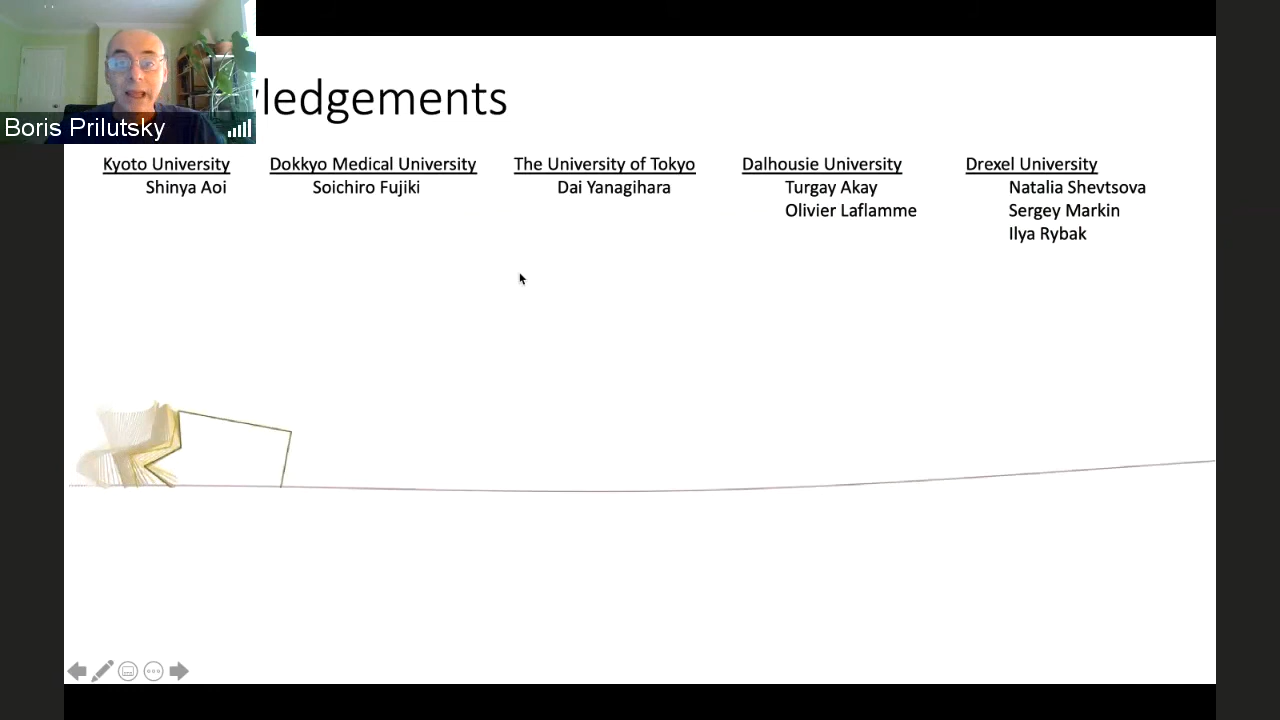 wledgements
Boris Prilutsky
Kyoto University
Shinya Aoi
Dokkyo Medical University
Soichiro Fujiki
The University of Tokyo
Dai Yanagihara
Dalhousie University
Turgay Akay
Olivier Laflamme
Drexel University
Natalia Shevtsova
Sergey Markin
Ilya Rybak